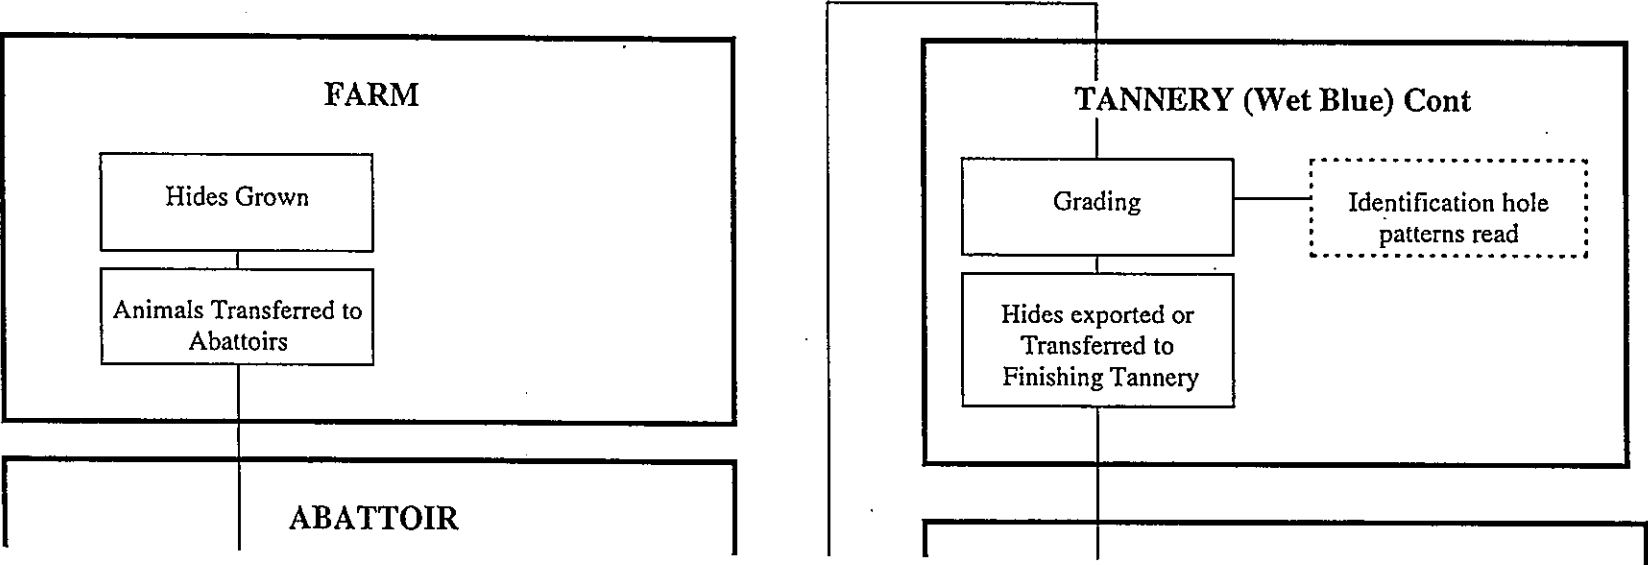 FARM
Hides Grown
Animals Transferred to
Abattoirs
ABATTOIR
TANNERY (Wet Blue) Cont
Grading
Identification hole
patterns read
Hides exported or
Transferred to
Finishing Tannery